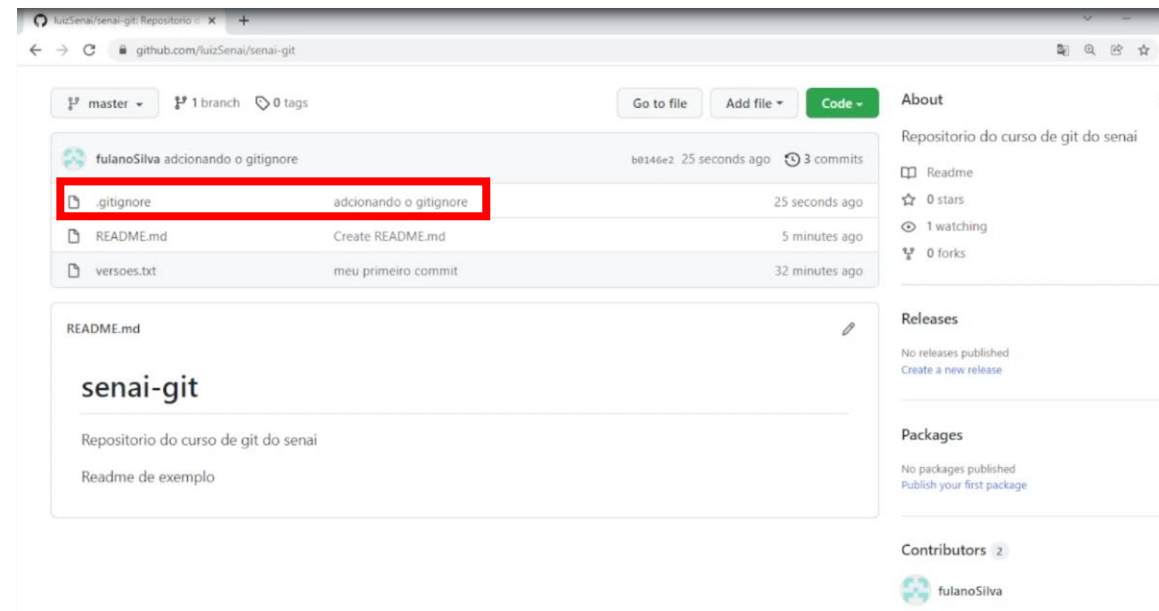 luizSenai/senai-git: Repositorio d
github.com/luizSenai/senai-git
master 1 branch 0 tags Go to file Add file Code
fulanoSilva adcionando o gitignore b0146e2 25 seconds ago 3 commits
.gitignore adcionando o gitignore 25 seconds ago
README.md Create README.md 5 minutes ago
versoes.txt meu primeiro commit 32 minutes ago
README.md
senai-git
Repositorio do curso de git do senai
Readme de exemplo
About
Repositorio do curso de git do senai
Readme
0 stars
1 watching
0 forks
Releases
No releases published
Create a new release
Packages
No packages published
Publish your first package
Contributors 2
fulanoSilva